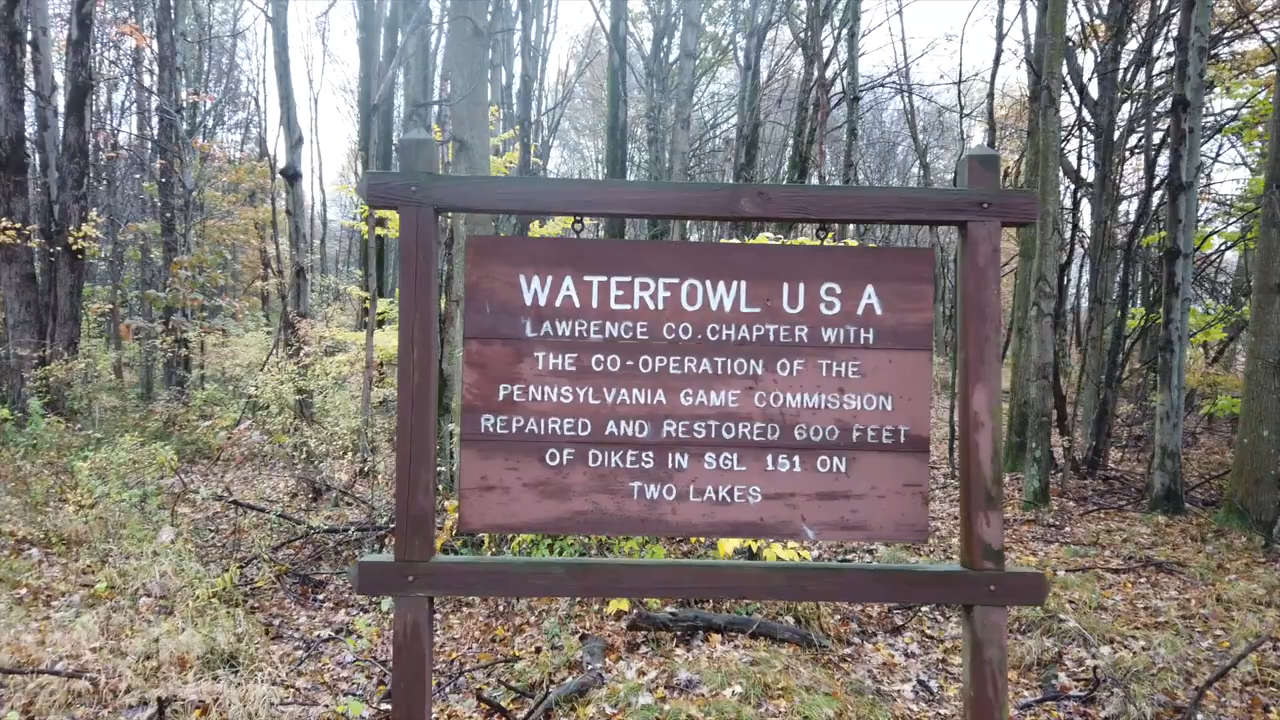 WATERFOWL U S A
LAWRENCE CO. CHAPTER WITH
THE CO-OPERATION OF THE
PENNSYLVANIA GAME COMMISSION
REPAIRED AND RESTORED 600 FEET
OF DIKES IN SGL 151 ON
TWO LAKES